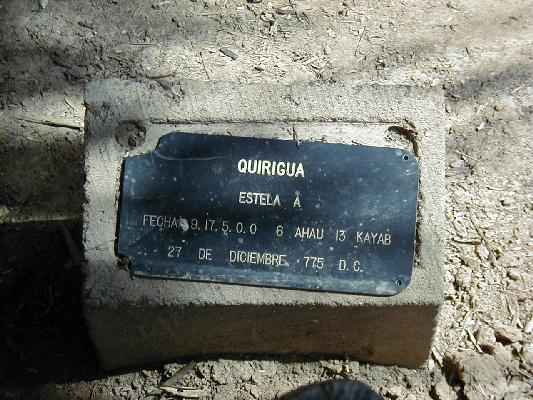 QUIRIGUA
ESTELA A
FECHA 9.17.5.0.0 6 AHAU 13 KAYAB
27 DE DICIEMBRE 775 D.C.